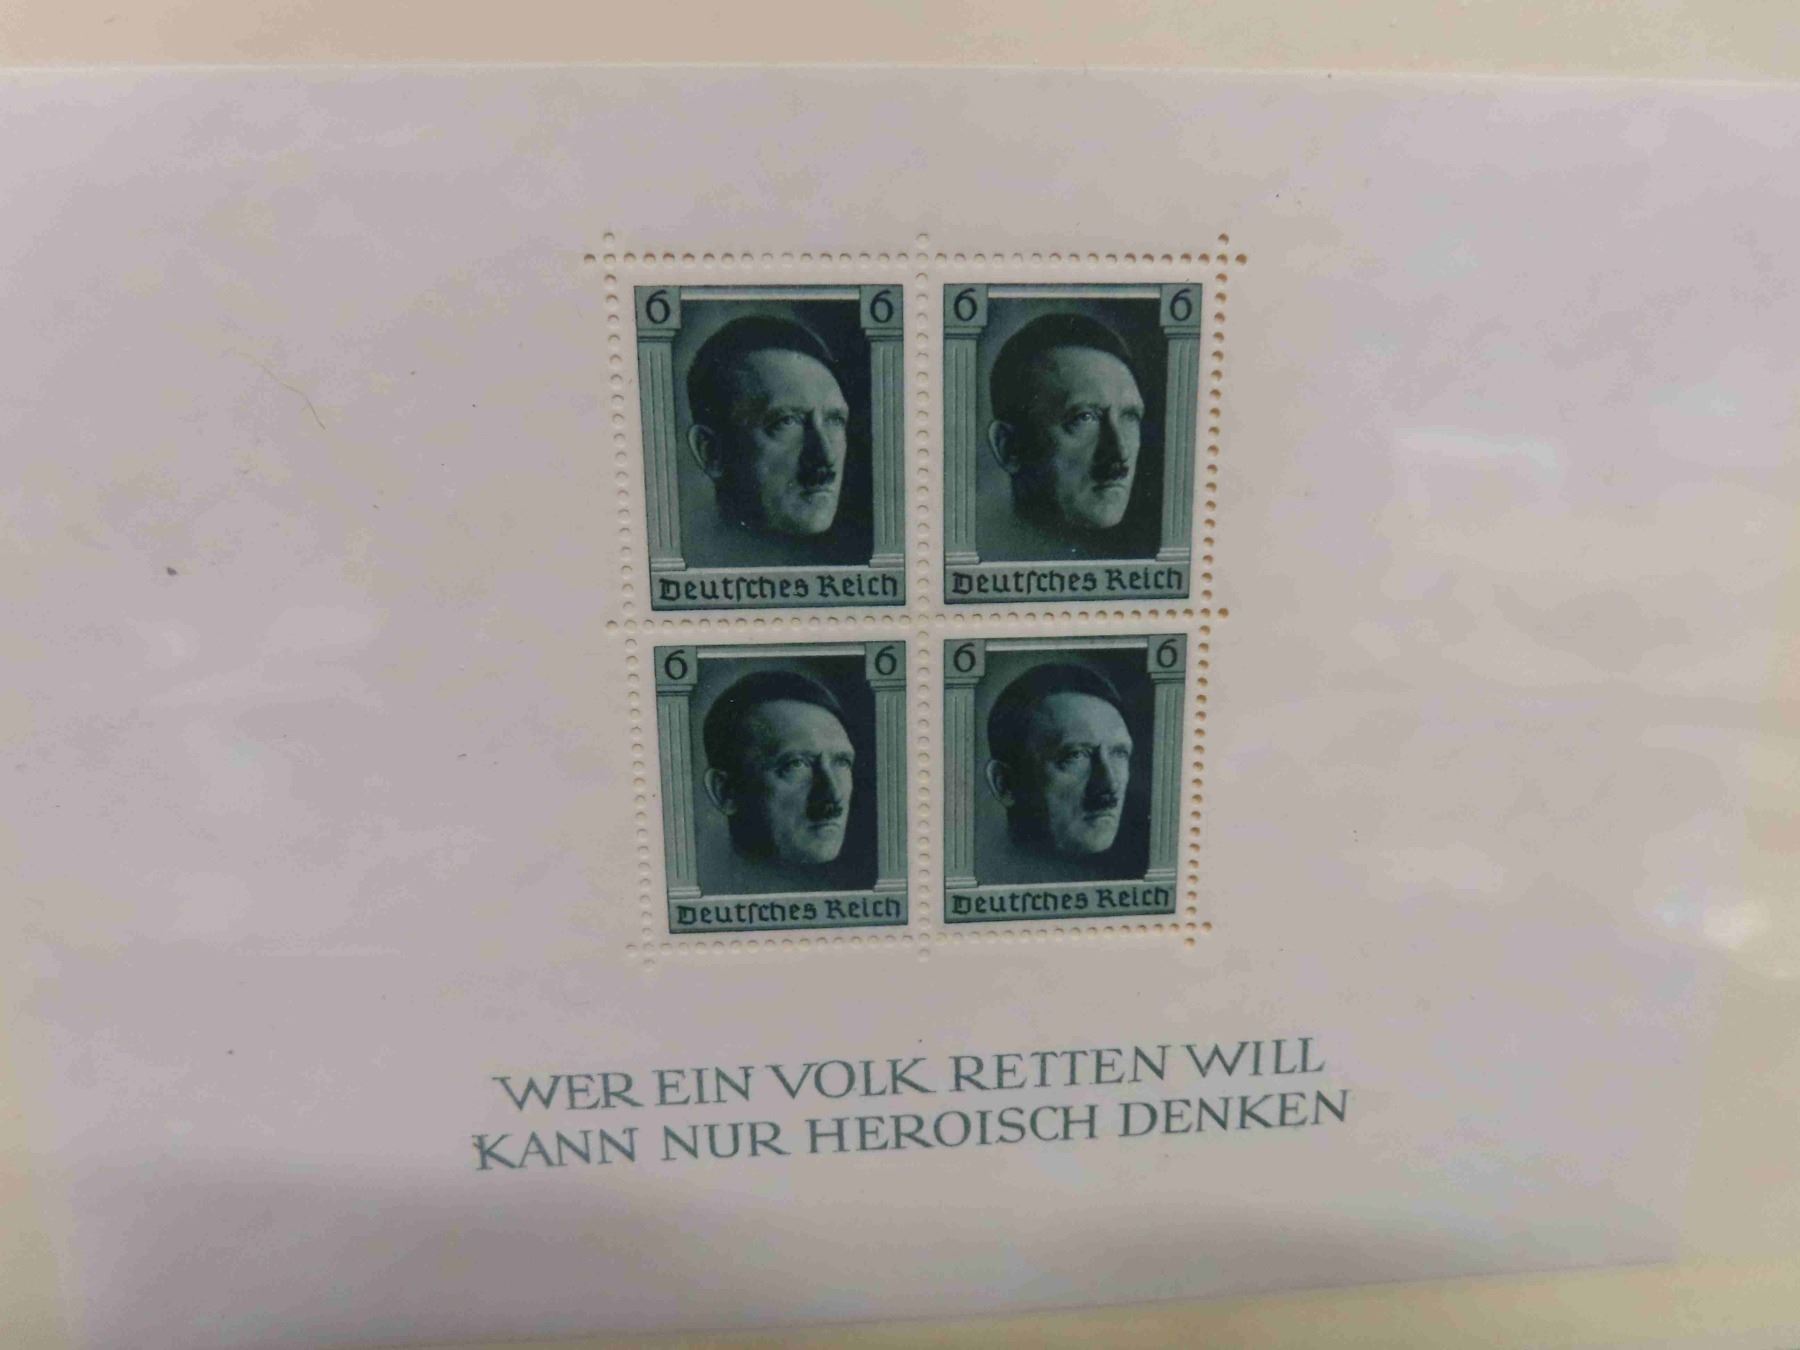 6 6 6 6
Deutſches Reich Deutſches Reich
6 6 6 6
Deutſches Reich Deutſches Reich
WER EIN VOLK RETTEN WILL
KANN NUR HEROISCH DENKEN